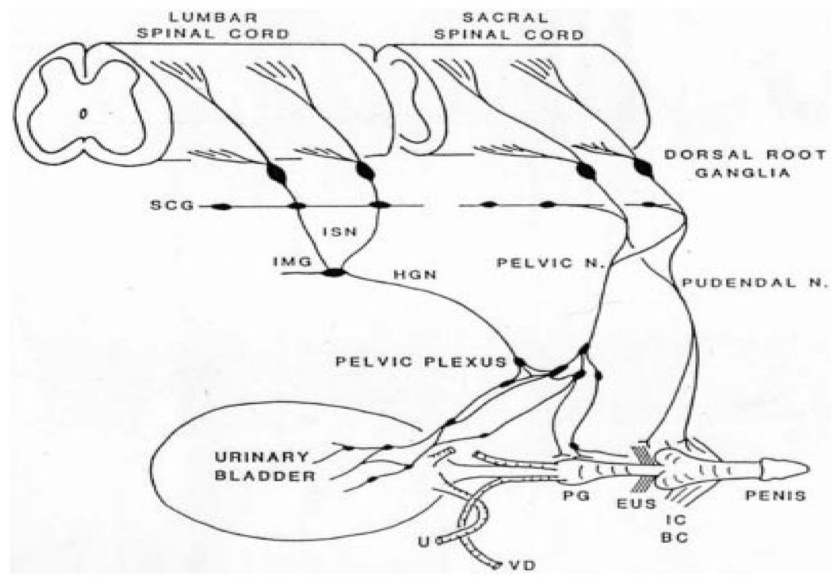 LUMBAR
SPINAL CORD
SACRAL
SPINAL CORD
DORSAL ROOT
GANGLIA
SCG
ISN
IMG
HGN
PELVIC N.
PUDENDAL N.
PELVIC PLEXUS
URINARY
BLADDER
PG
EUS
PENIS
IC
BC
U
VD